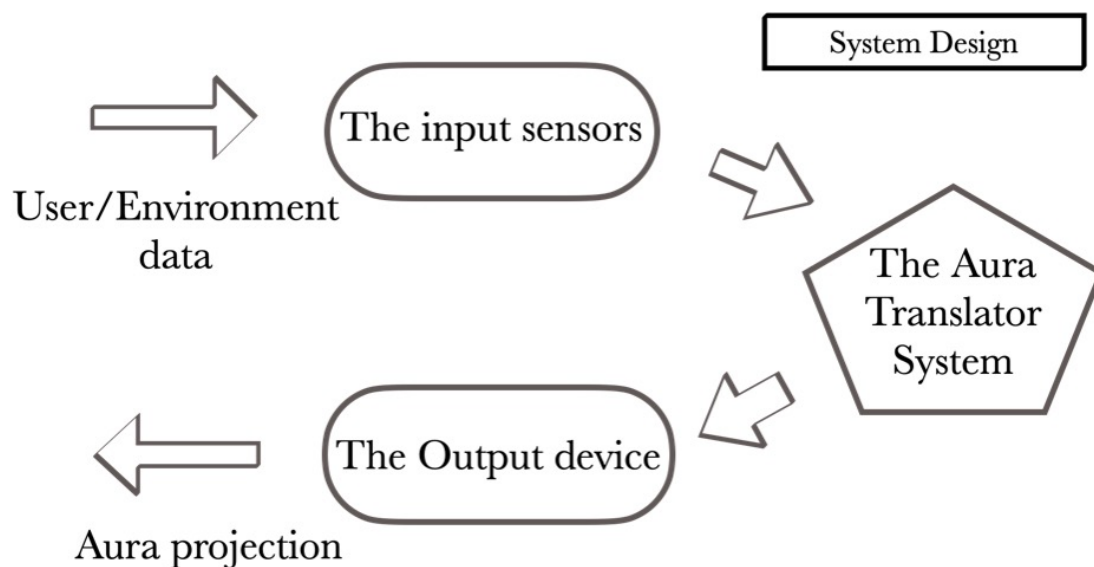 System Design
The input sensors
User/Environment
data
The Aura
Translator
System
The Output device
Aura projection